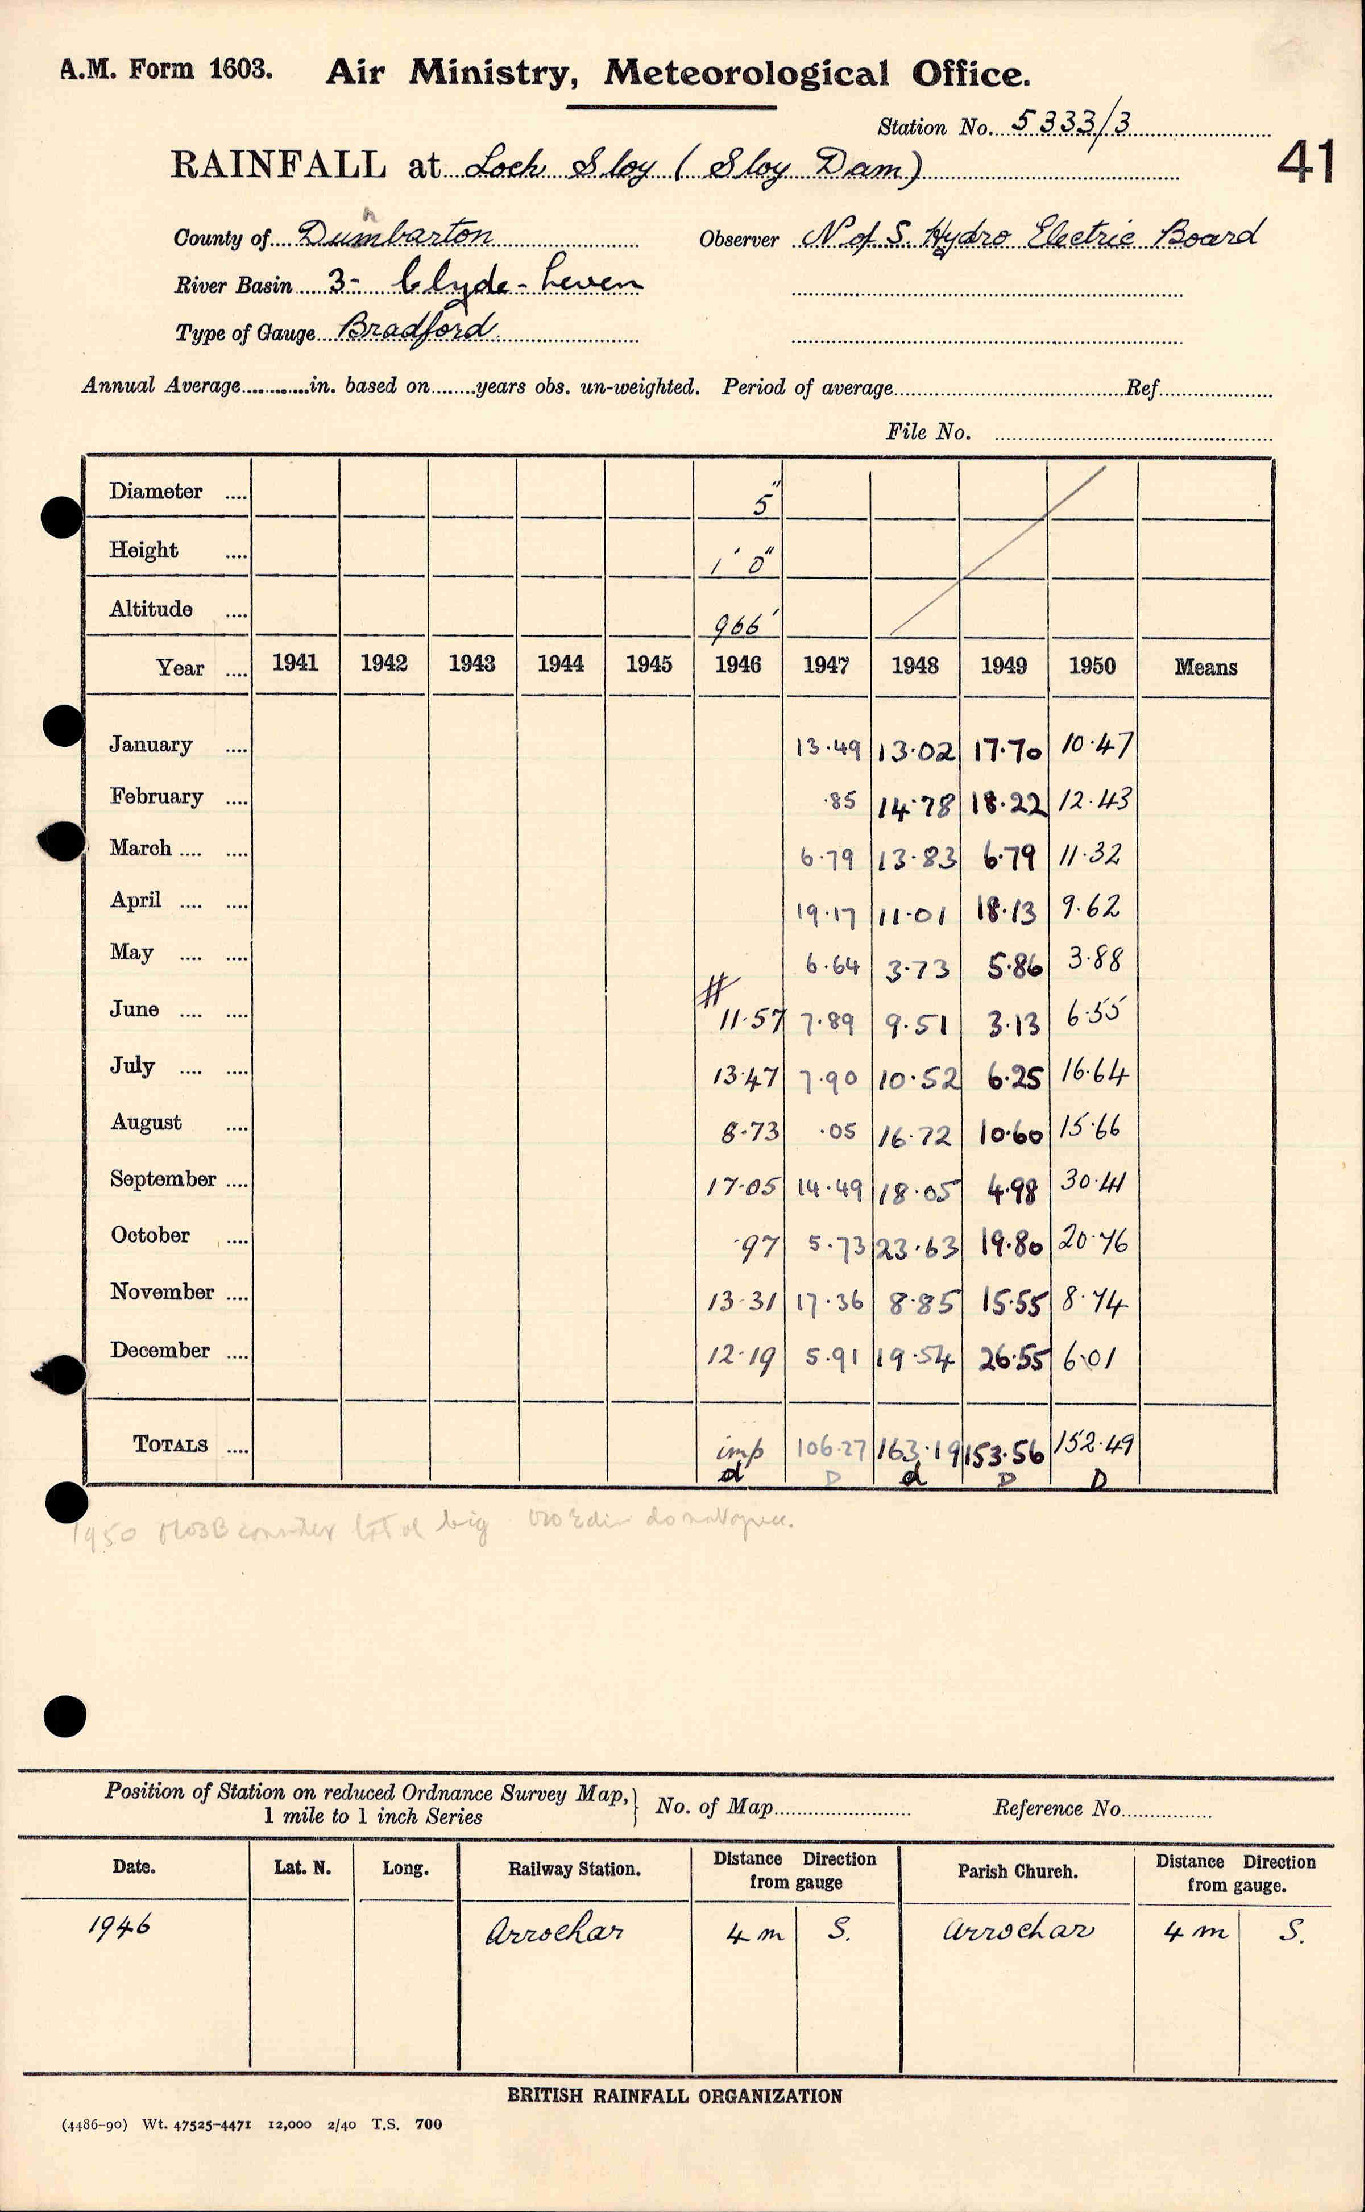 A.M. Form 1603. Air Ministry, Meteorological Office.
Station No. 5333/3
41
RAINFALL at Loch Sloy (Sloy Dam)
County of Dumbarton Observer N of S. Hydro Electric Board
n
River Basin 3- Clyde-Leven
Type of Gauge Bradford
Annual Average............in. based on........years obs. un-weighted. Period of average.............Ref.............
File No. .............
Diameter .... 5"
Height .... 1' 0"
Altitude .... 966'
Year .... 1941 1942 1943 1944 1945 1946 1947 1948 1949 1950 Means
January .... 13.49 13.02 17.70 10.47
February .... .85 14.78 18.22 12.43
March .... .... 6.79 13.83 6.79 11.32
April .... .... 19.17 11.01 18.13 9.62
May .... .... 6.64 3.73 5.86 3.88
June .... .... # 11.57 7.89 9.51 3.13 6.55
July .... .... 13.47 7.90 10.52 6.25 16.64
August .... 8.73 .05 16.72 10.60 15.66
September .... 17.05 14.49 18.05 4.98 30.41
October .... .97 5.73 23.63 19.80 20.76
November .... 13.31 17.36 8.85 15.55 8.74
December .... 12.19 5.91 19.54 26.55 6.01
TOTALS .... imp 106.27 163.19 153.56 152.49
d D d D D
1950 consider total big do not agree.
Position of Station on reduced Ordnance Survey Map, } No. of Map............. Reference No.............
1 mile to 1 inch Series
Date. Lat. N. Long. Railway Station. Distance Direction from gauge Parish Church. Distance Direction from gauge.
1946 Arrochar 4 m S. Arrochar 4 m S.
BRITISH RAINFALL ORGANIZATION
(4486-90) Wt. 47525-4471 12,000 2/40 T.S. 700